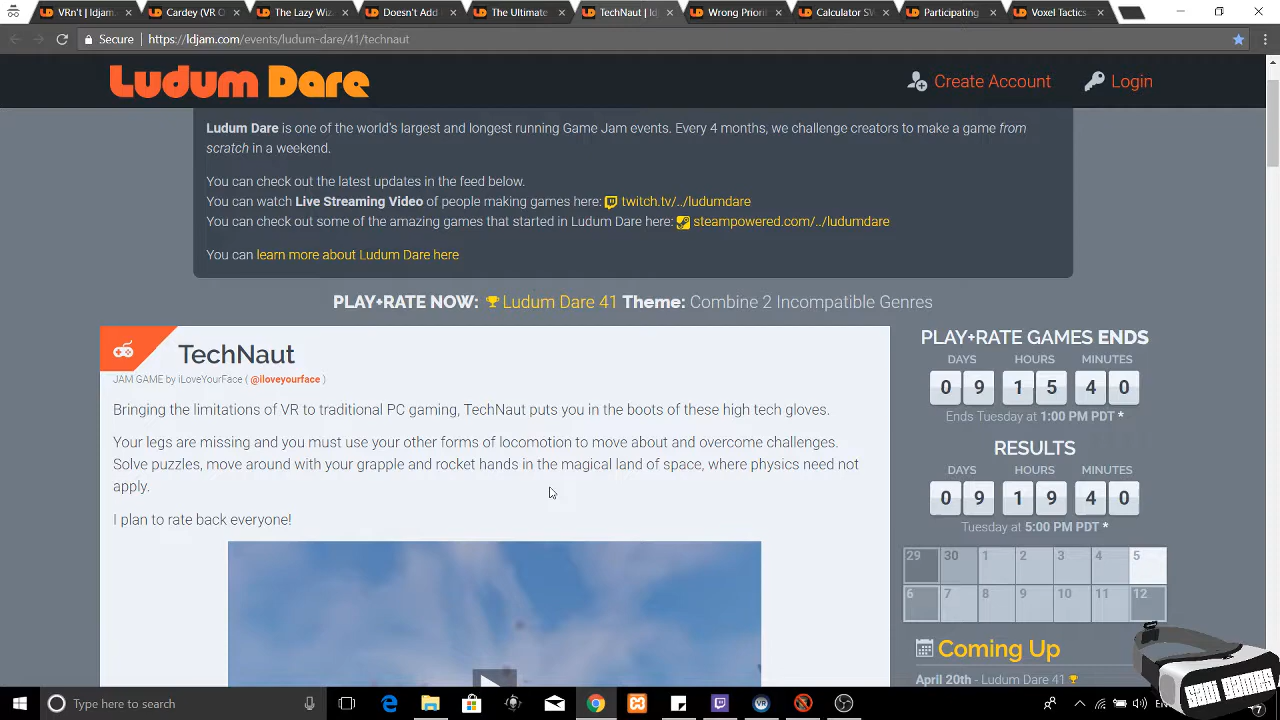 VRn't | ldjam.c
Cardey (VR O
The Lazy Wiz
Doesn't Add
The Ultimate
TechNaut | ld
Wrong Morni
Calculator SV
Participating
Voxel Tactics
Secure | https://ldjam.com/events/ludum-dare/41/technaut
Ludum Dare
Create Account
Login
Ludum Dare is one of the world's largest and longest running Game Jam events. Every 4 months, we challenge creators to make a game from
scratch in a weekend.
You can check out the latest updates in the feed below.
You can watch Live Streaming Video of people making games here: twitch.tv/../ludumdare
You can check out some of the amazing games that started in Ludum Dare here: steampowered.com/../ludumdare
You can learn more about Ludum Dare here
PLAY+RATE NOW: Ludum Dare 41 Theme: Combine 2 Incompatible Genres
TechNaut
JAM GAME by iLoveYourFace ( @iloveyourface )
Bringing the limitations of VR to traditional PC gaming, TechNaut puts you in the boots of these high tech gloves.
Your legs are missing and you must use your other forms of locomotion to move about and overcome challenges.
Solve puzzles, move around with your grapple and rocket hands in the magical land of space, where physics need not
apply.
I plan to rate back everyone!
PLAY+RATE GAMES ENDS
DAYS HOURS MINUTES
0 9 1 5 4 0
Ends Tuesday at 1:00 PM PDT *
RESULTS
DAYS HOURS MINUTES
0 9 1 9 4 0
Tuesday at 5:00 PM PDT *
29 30 1 2 3 4 5
6 7 8 9 10 11 12
Coming Up
April 20th - Ludum Dare 41
Type here to search